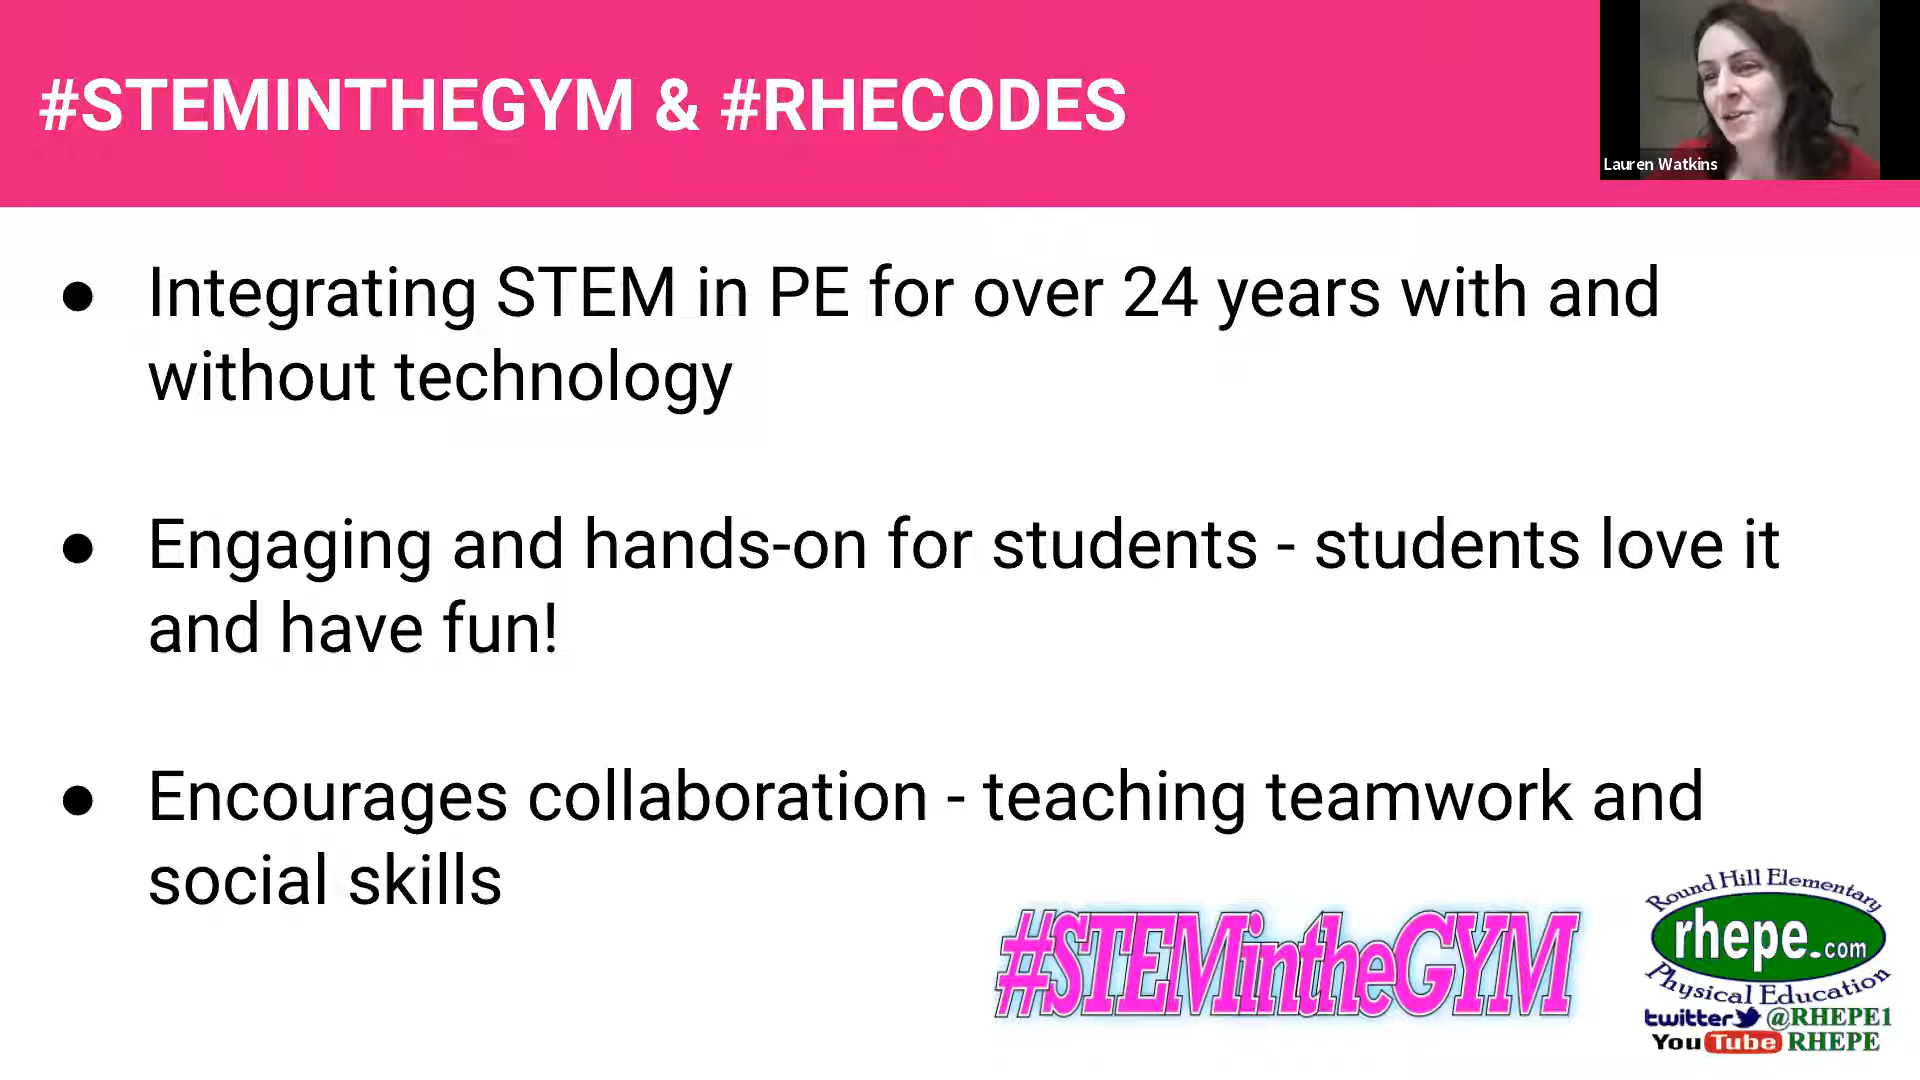 #STEMINTHEGYM & #RHECODES
Lauren Watkins
● Integrating STEM in PE for over 24 years with and
without technology
● Engaging and hands-on for students - students love it
and have fun!
● Encourages collaboration - teaching teamwork and
social skills
#STEMintheGYM
Round Hill Elementary
rhepe.com
Physical Education
twitter @RHEPE1
YouTube RHEPE